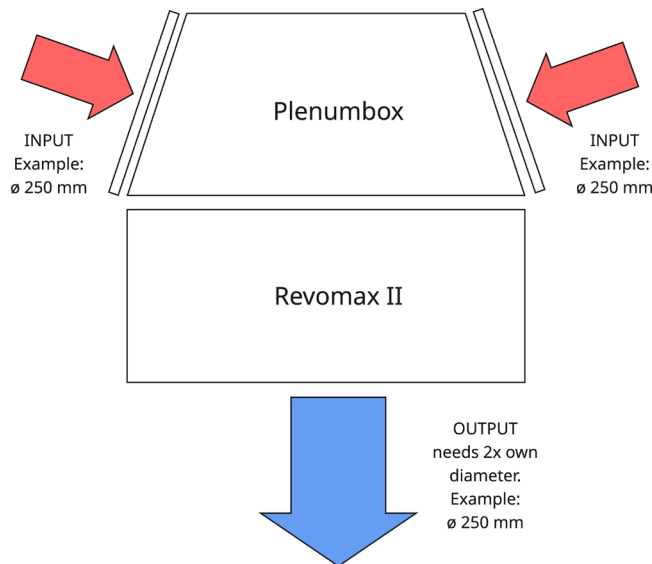 Plenumbox
INPUT
Example:
ø 250 mm
INPUT
Example:
ø 250 mm
Revomax II
OUTPUT
needs 2x own
diameter.
Example:
ø 250 mm